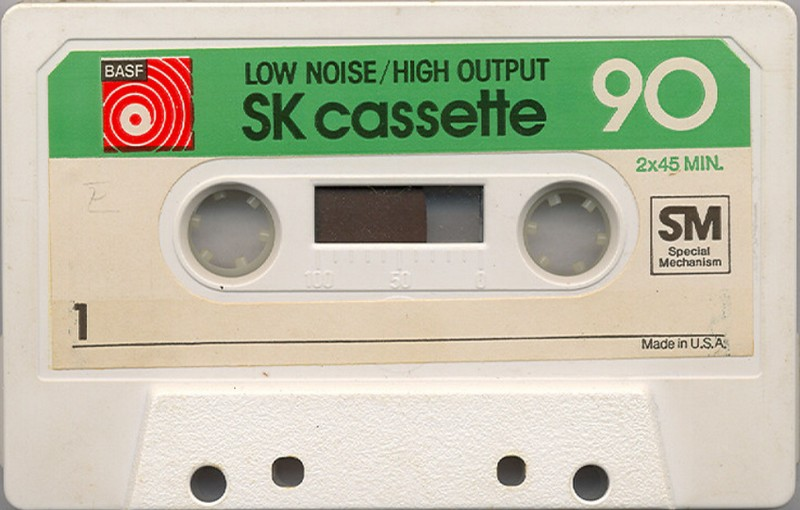 BASF
LOW NOISE/HIGH OUTPUT
SK cassette
90
2x45 MIN.
E
SM
Special
Mechanism
100 50 0
1
Made in U.S.A.